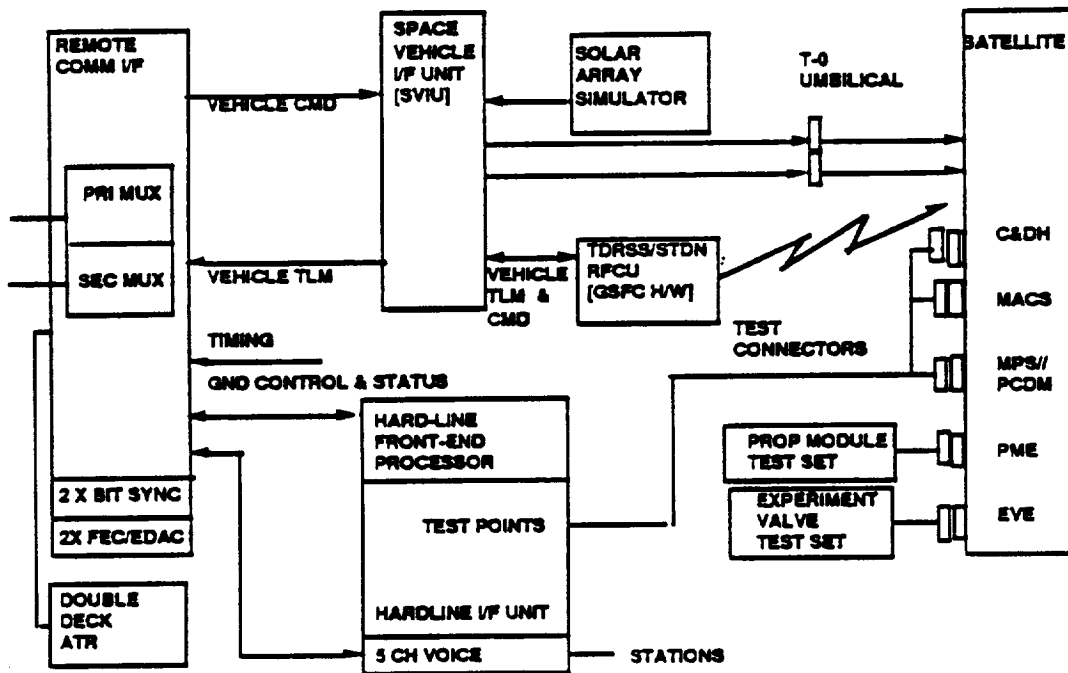 REMOTE
COMM I/F
PRI MUX
SEC MUX
2 X BIT SYNC
2X FEC/EDAC
DOUBLE
DECK
ATR
VEHICLE CMD
VEHICLE TLM
TIMING
GND CONTROL & STATUS
SPACE
VEHICLE
I/F UNIT
[SVIU]
SOLAR
ARRAY
SIMULATOR
T-0
UMBILICAL
VEHICLE
TLM &
CMD
TDRSS/STDN
RFCU
[GSFC H/W]
TEST
CONNECTORS
HARD-LINE
FRONT-END
PROCESSOR
TEST POINTS
HARDLINE I/F UNIT
5 CH VOICE
STATIONS
PROP MODULE
TEST SET
EXPERIMENT
VALVE
TEST SET
SATELLITE
C&DH
MACS
MPS//
PCDM
PME
EVE